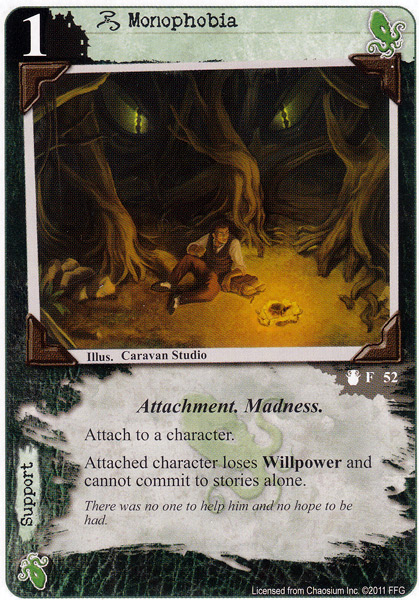 1
Monophobia
Illus. Caravan Studio
F 52
Attachment. Madness.
Attach to a character.
Attached character loses Willpower and
cannot commit to stories alone.
There was no one to help him and no hope to be
had.
Support
Licensed from Chaosium Inc. ©2011 FFG